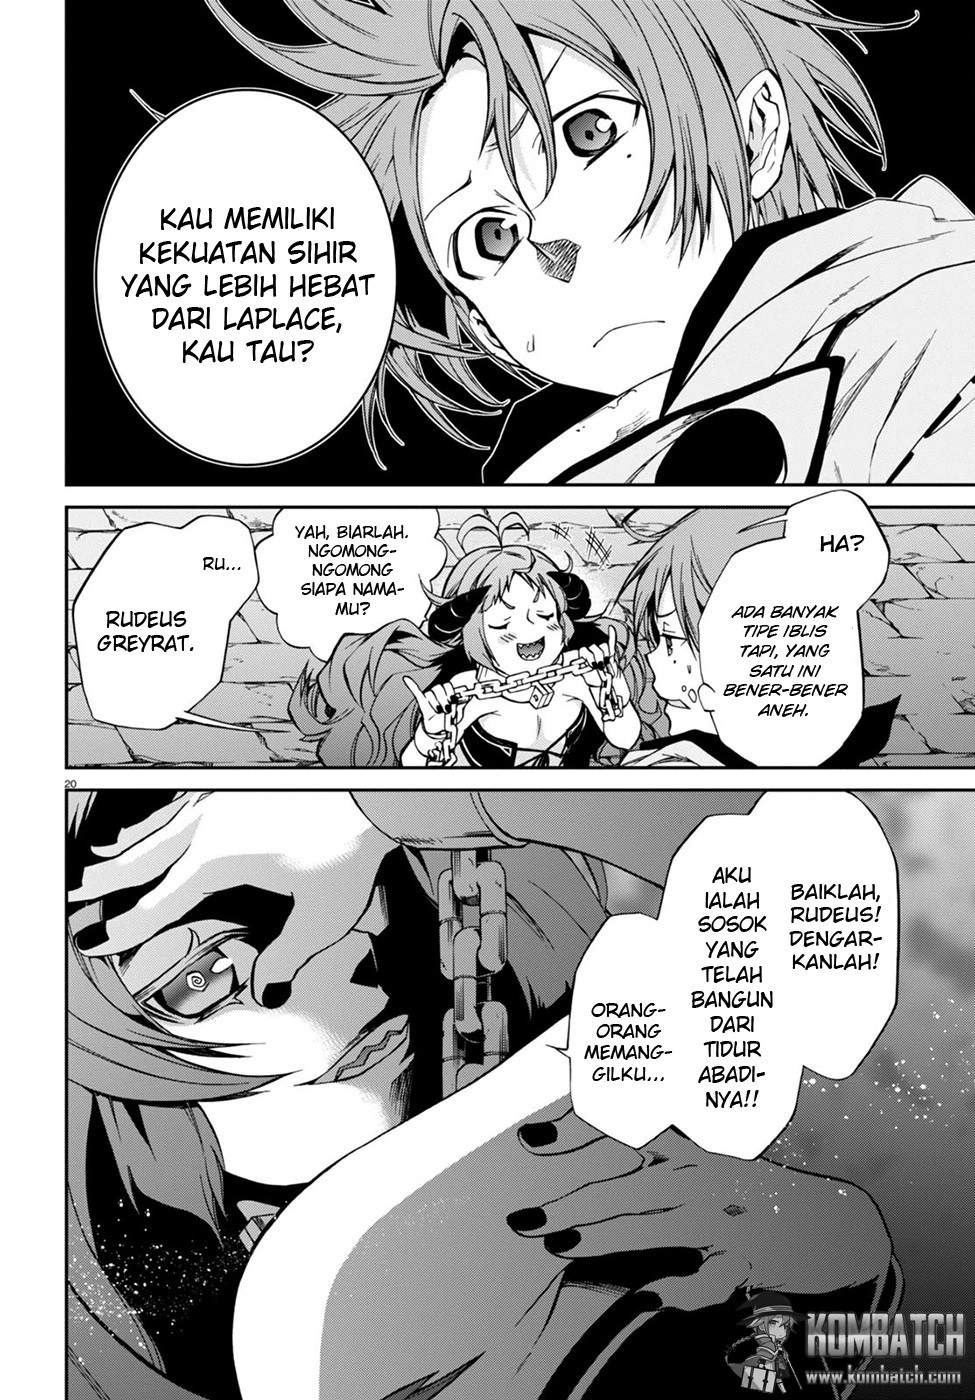 KAU MEMILIKI
KEKUATAN SIHIR
YANG LEBIH HEBAT
DARI LAPLACE,
KAU TAU?
HA?
ADA BANYAK
TIPE IBLIS
TAPI, YANG
SATU INI
BENER-BENER
ANEH.
YAH, BIARLAH.
NGOMONG-
NGOMONG
SIAPA NAMA-
MU?
RU...
RUDEUS
GREYRAT.
20
BAIKLAH,
RUDEUS!
DENGAR-
KANLAH!
AKU
IALAH
SOSOK
YANG
TELAH
BANGUN
DARI
TIDUR
ABADI-
NYA!!
ORANG-
ORANG
MEMANG-
GILKU...
KOMBATCH
www.kombatch.com